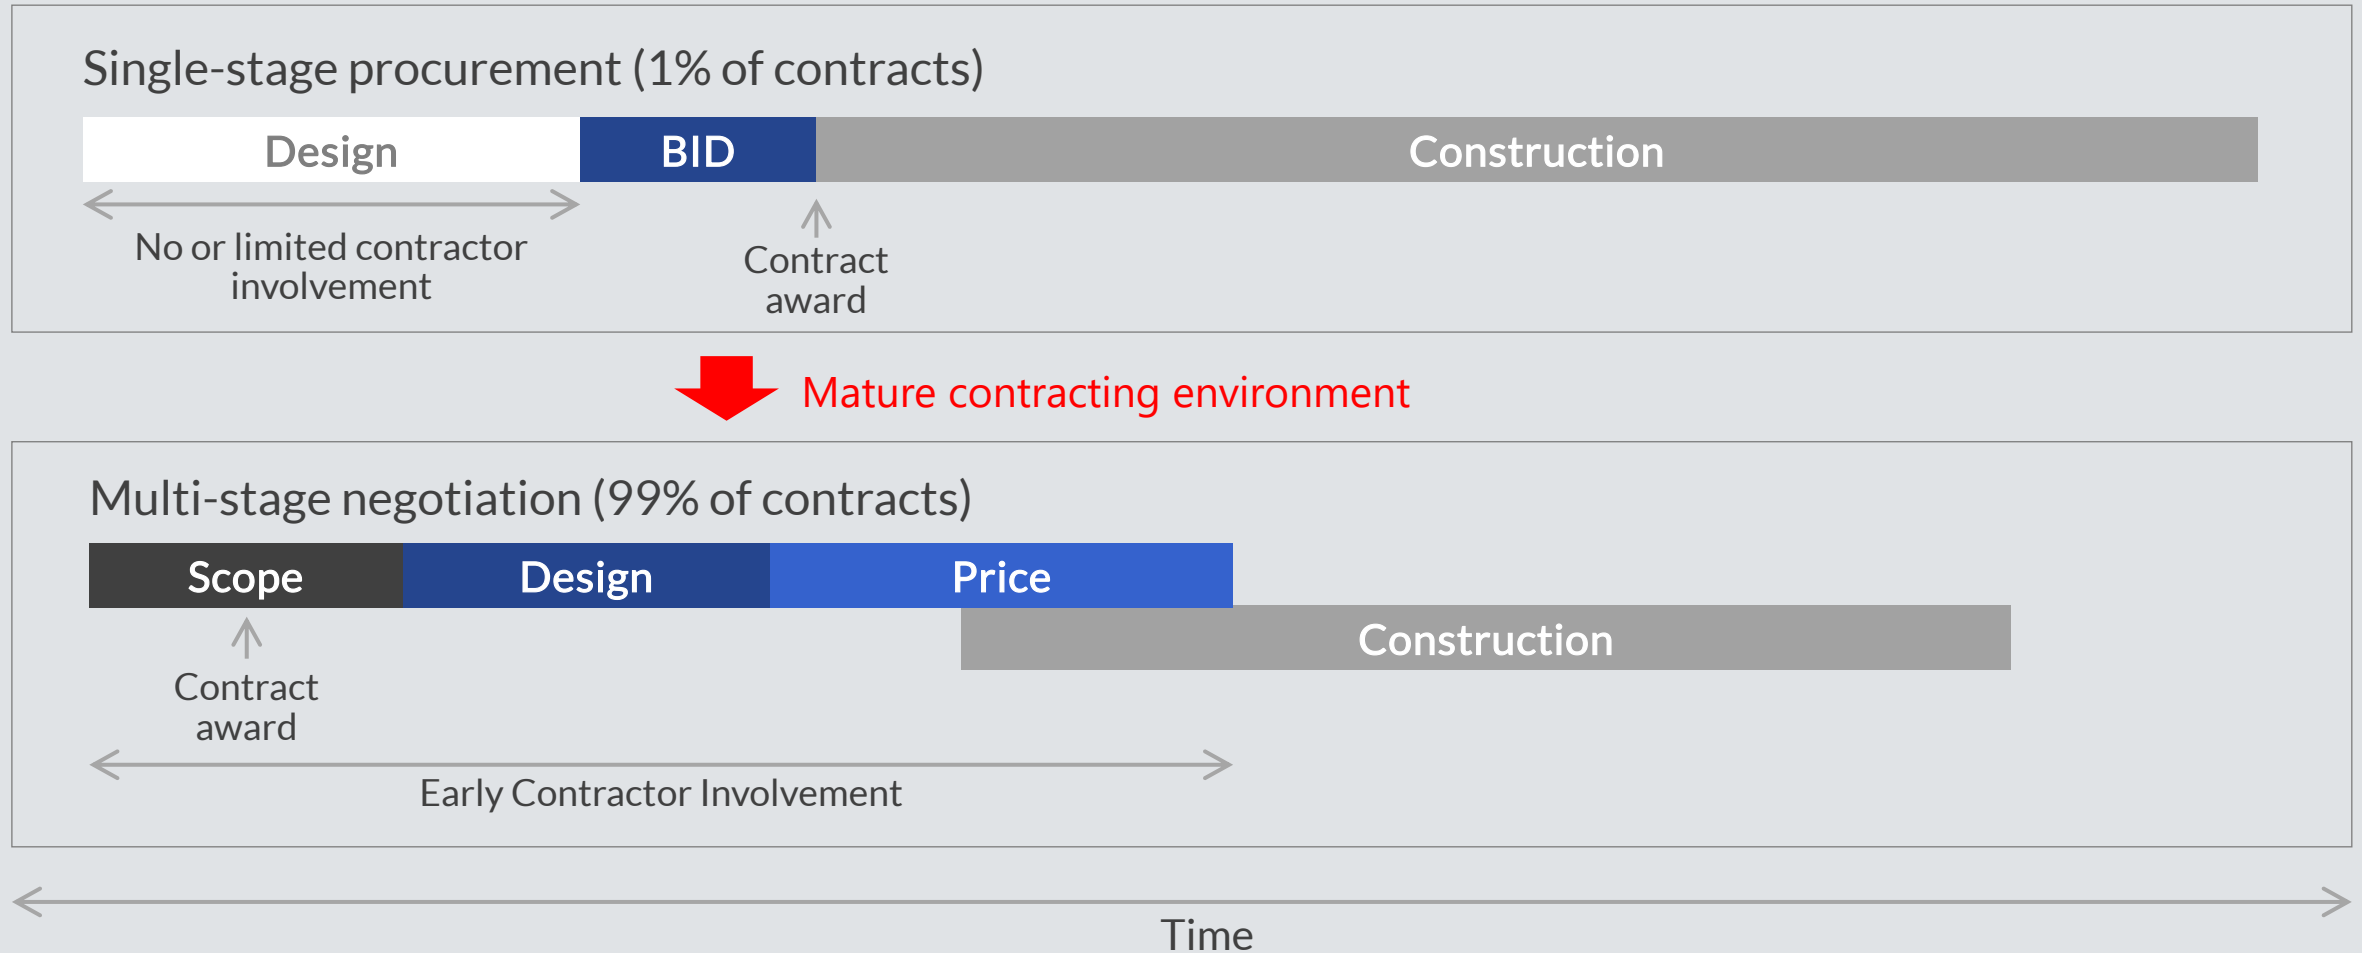 Single-stage procurement (1% of contracts)
Design
BID
Construction
No or limited contractor
involvement
Contract
award
Mature contracting environment
Multi-stage negotiation (99% of contracts)
Scope
Design
Price
Construction
Contract
award
Early Contractor Involvement
Time